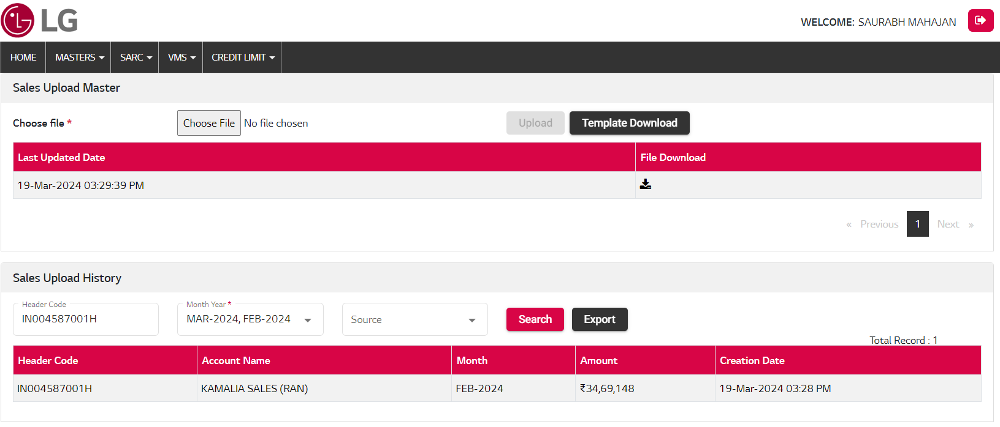 LG
WELCOME: SAURABH MAHAJAN
HOME MASTERS SARC VMS CREDIT LIMIT
Sales Upload Master
Choose file * Choose File No file chosen Upload Template Download
Last Updated Date File Download
19-Mar-2024 03:29:39 PM
« Previous 1 Next »
Sales Upload History
Header Code Month Year *
IN004587001H MAR-2024, FEB-2024 Source Search Export
Total Record : 1
Header Code Account Name Month Amount Creation Date
IN004587001H KAMALIA SALES (RAN) FEB-2024 ₹34,69,148 19-Mar-2024 03:28 PM